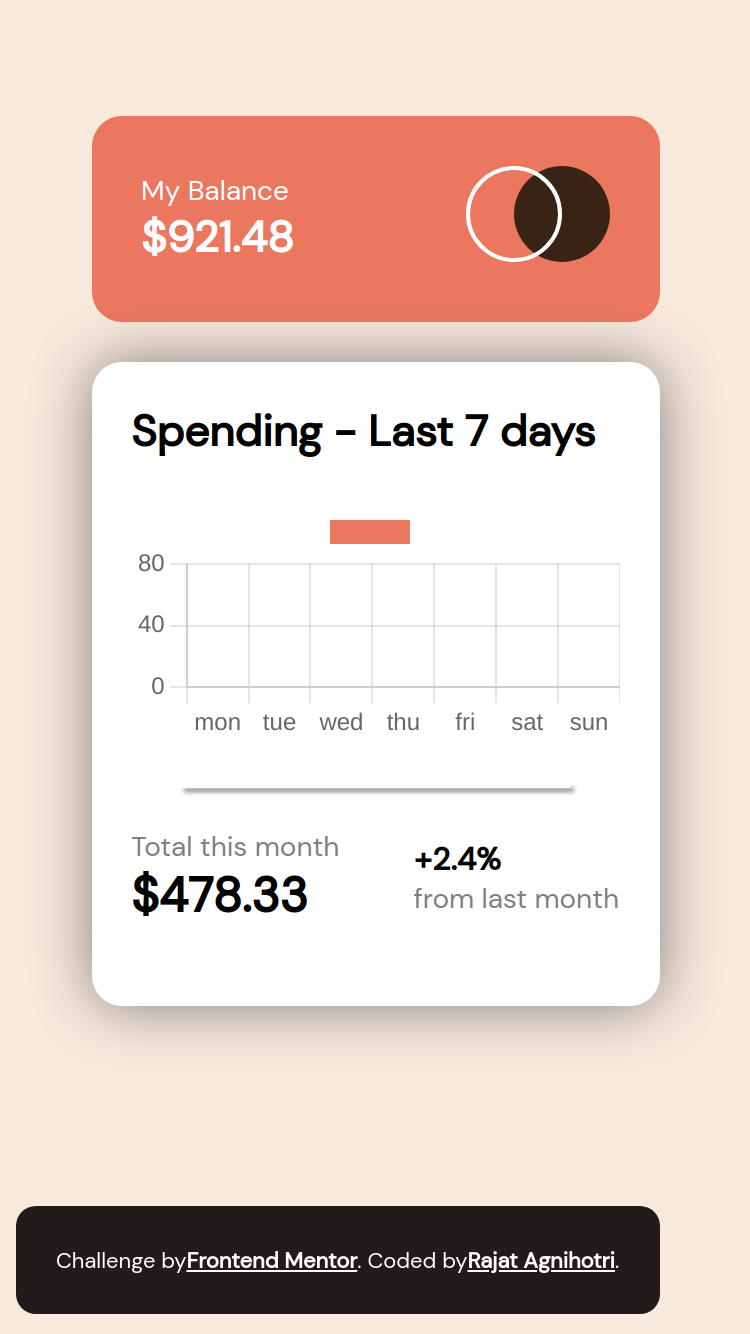 My Balance
$921.48
Spending - Last 7 days
80
40
0
mon tue wed thu fri sat sun
Total this month
$478.33
+2.4%
from last month
Challenge byFrontend Mentor. Coded byRajat Agnihotri.